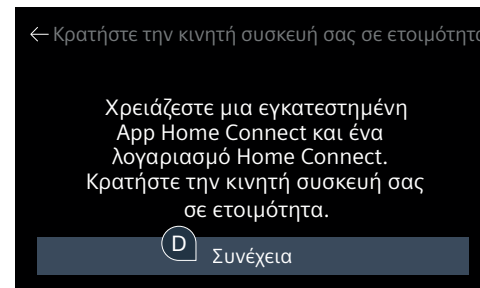 ← Κρατήστε την κινητή συσκευή σας σε ετοιμότητα
Χρειάζεστε μια εγκατεστημένη
App Home Connect και ένα
λογαριασμό Home Connect.
Κρατήστε την κινητή συσκευή σας
σε ετοιμότητα.
D
Συνέχεια